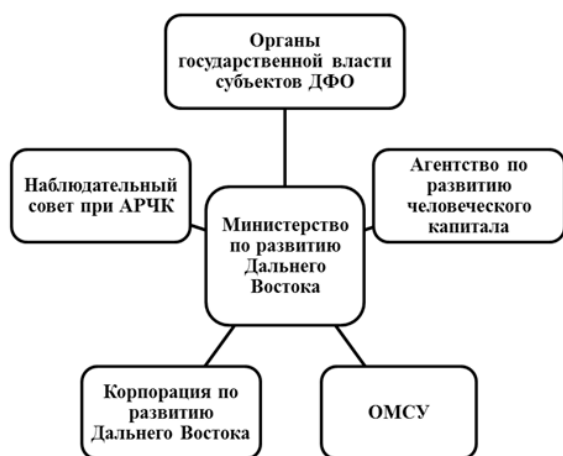 Органы
государственной власти
субъектов ДФО
Наблюдательный
совет при АРЧК
Агентство по
развитию
человеческого
капитала
Министерство
по развитию
Дальнего
Востока
Корпорация по
развитию
Дальнего Востока
ОМСУ